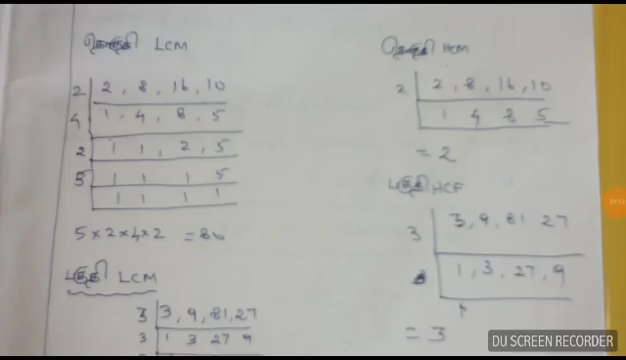 தொகுதி LCM
2 | 2, 8, 16, 10
4 | 1, 4, 8, 5
2 | 1 1, 2, 5
5 | 1 1 1 5
1 1 1 1
5 × 2 × 4 × 2 = 80
பகுதி LCM
3 | 3, 9, 81, 27
3 | 1 3 27 9
தொகுதி HCM
2 | 2, 8, 16, 10
1 4 8 5
= 2
பகுதி HCF
3 | 3, 9, 81 27
1, 3, 27, 9
= 3
DU SCREEN RECORDER